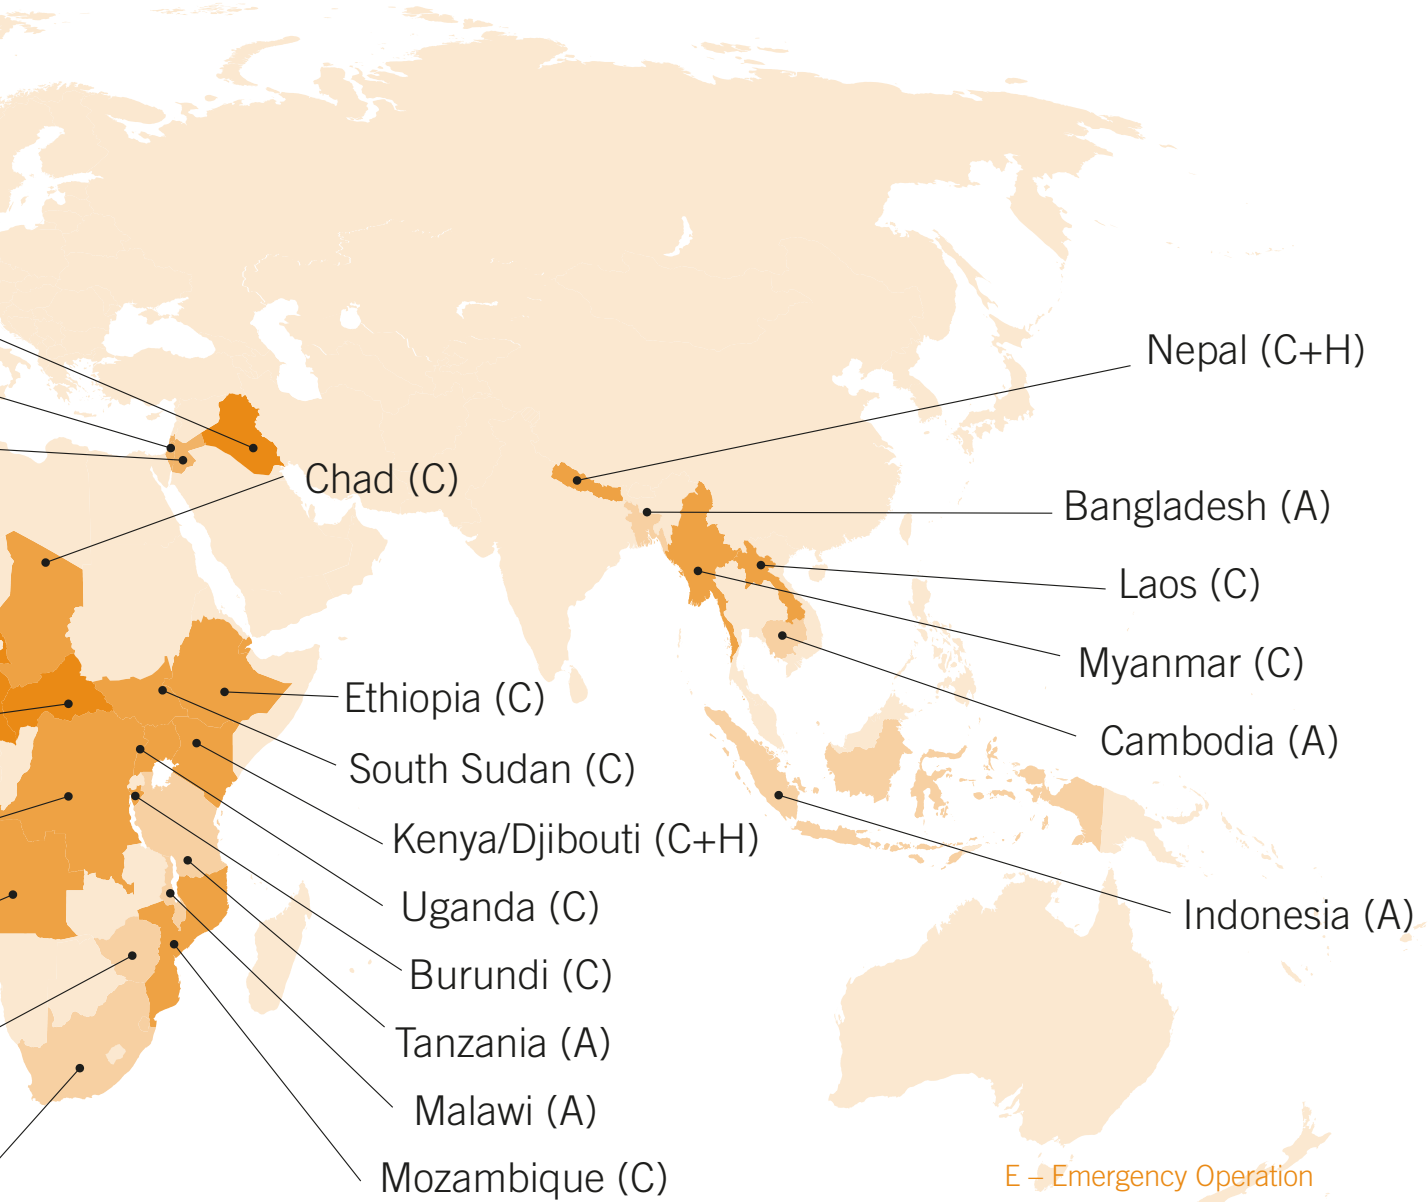 Nepal (C+H)
Chad (C)
Bangladesh (A)
Laos (C)
Myanmar (C)
Ethiopia (C)
Cambodia (A)
South Sudan (C)
Kenya/Djibouti (C+H)
Uganda (C)
Indonesia (A)
Burundi (C)
Tanzania (A)
Malawi (A)
Mozambique (C)
E – Emergency Operation